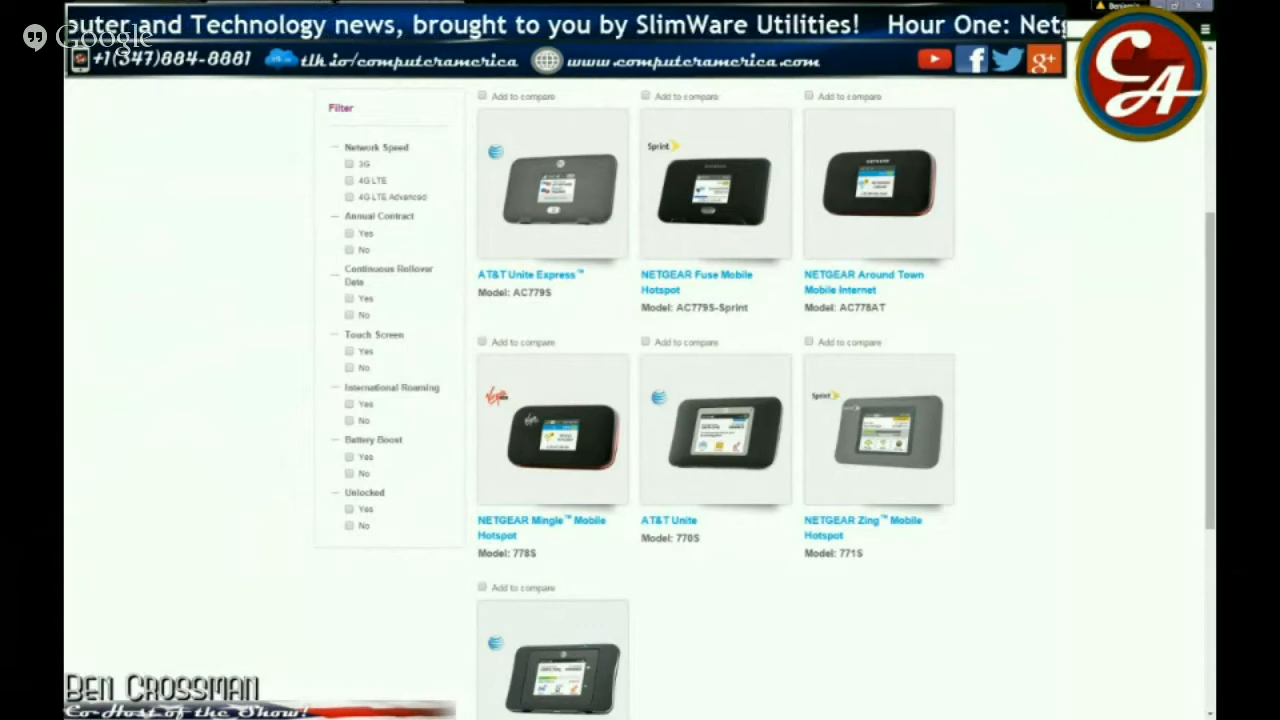 puter and Technology news, brought to you by SlimWare Utilities! Hour One: Netg
Google
Benjamin
+1(347)884-8881 tlk.io/computeramerica www.computeramerica.com
CA
Filter
Network Speed
3G
4G LTE
4G LTE Advanced
Annual Contract
Yes
No
Continuous Rollover
Data
Yes
No
Touch Screen
Yes
No
International Roaming
Yes
No
Battery Boost
Yes
No
Unlocked
Yes
No
Add to compare
Add to compare
Add to compare
Sprint
AT&T Unite Express™
Model: AC779S
NETGEAR Fuse Mobile
Hotspot
Model: AC779S-Sprint
NETGEAR Around Town
Mobile Internet
Model: AC778AT
Add to compare
Add to compare
Add to compare
Virgin
Sprint
NETGEAR Mingle™ Mobile
Hotspot
Model: 778S
AT&T Unite
Model: 770S
NETGEAR Zing™ Mobile
Hotspot
Model: 771S
Add to compare
Ben Crossman
Co-Host of the Show!